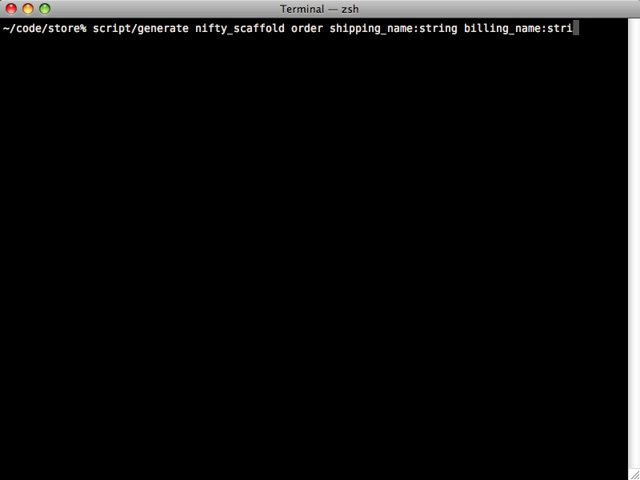 Terminal — zsh
~/code/store% script/generate nifty_scaffold order shipping_name:string billing_name:stri